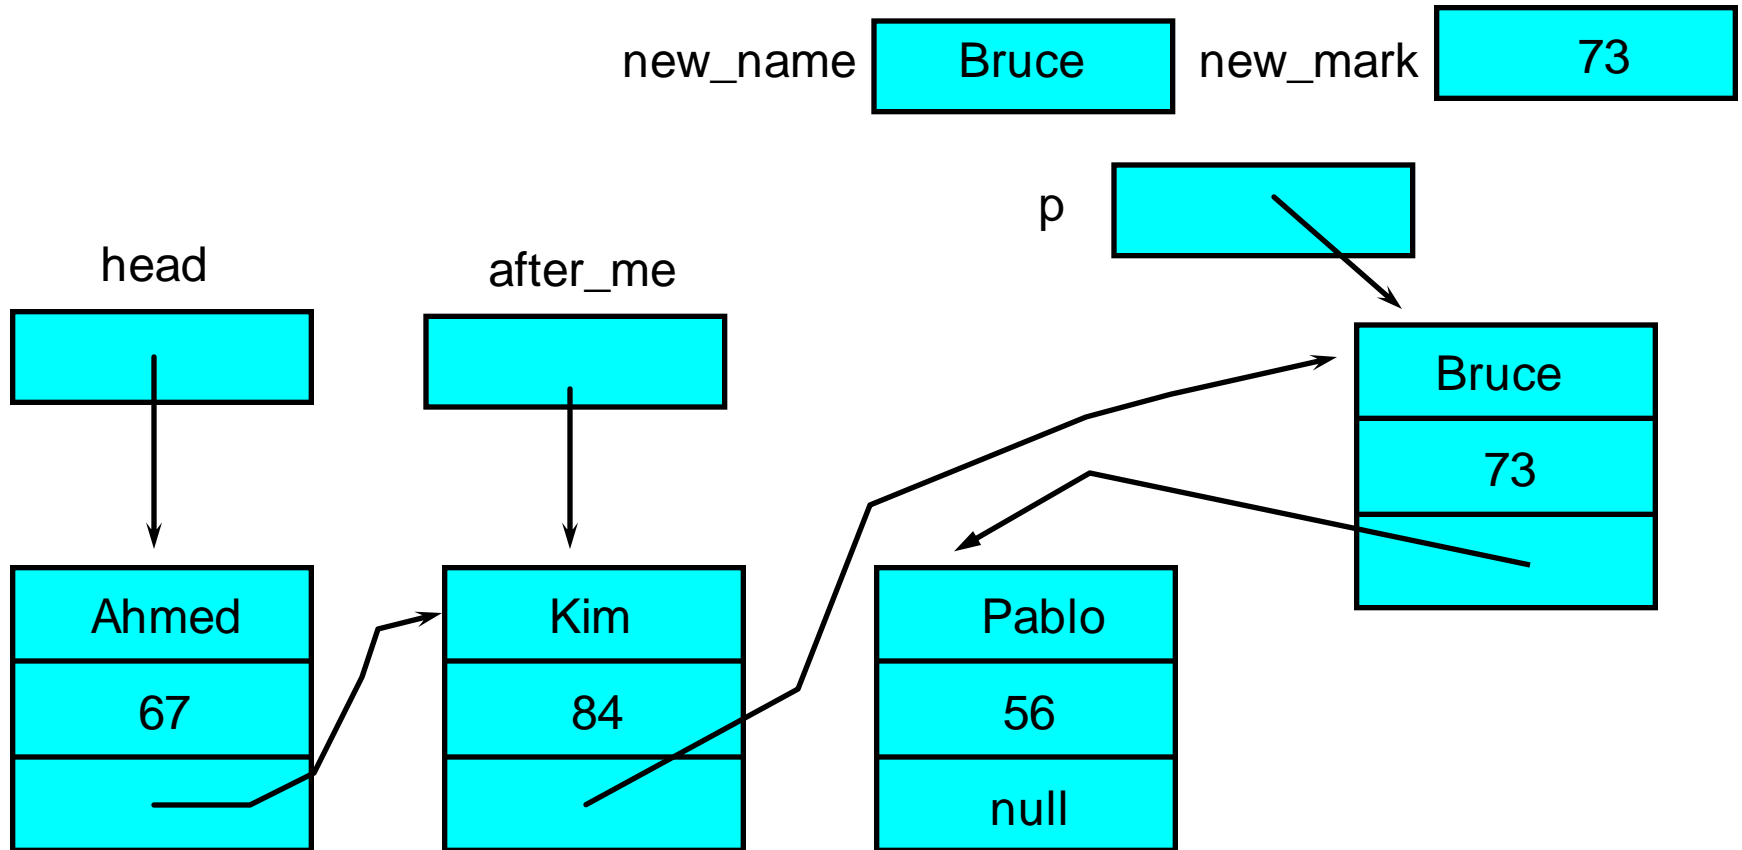 new_name Bruce new_mark 73
p
head after_me
Bruce
73
Ahmed Kim Pablo
67 84 56
null